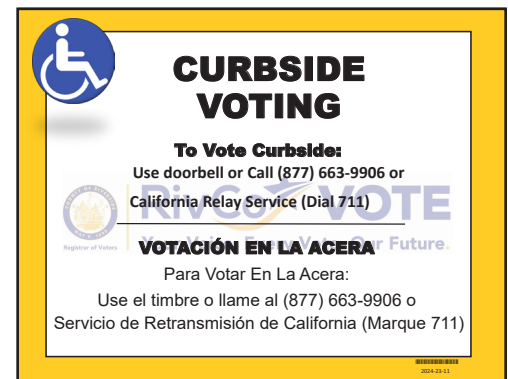 CURBSIDE
VOTING
To Vote Curbside:
Use doorbell or Call (877) 663-9906 or
California Relay Service (Dial 711)
RivCo VOTE
Registrar of Voters
VOTACIÓN EN LA ACERA
Para Votar En La Acera:
Use el timbre o llame al (877) 663-9906 o
Servicio de Retransmisión de California (Marque 711)
2024-23-11